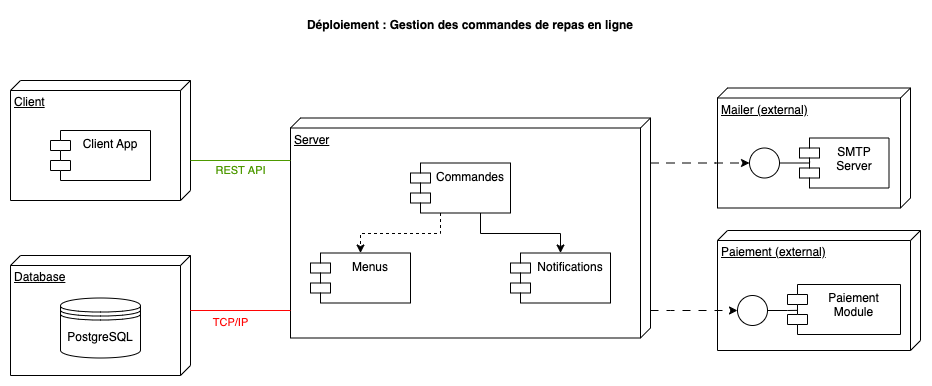 Déploiement : Gestion des commandes de repas en ligne
Client
Client App
REST API
Server
Commandes
Menus
Notifications
Mailer (external)
SMTP
Server
Database
PostgreSQL
TCP/IP
Paiement (external)
Paiement
Module